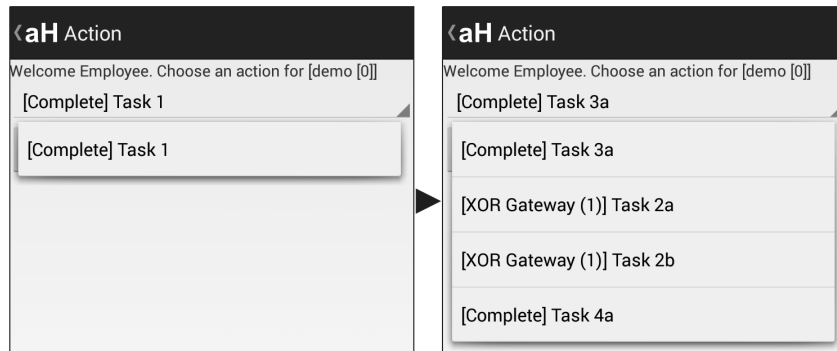 aH Action
Welcome Employee. Choose an action for [demo [0]]
[Complete] Task 1
[Complete] Task 1
aH Action
Welcome Employee. Choose an action for [demo [0]]
[Complete] Task 3a
[Complete] Task 3a
[XOR Gateway (1)] Task 2a
[XOR Gateway (1)] Task 2b
[Complete] Task 4a